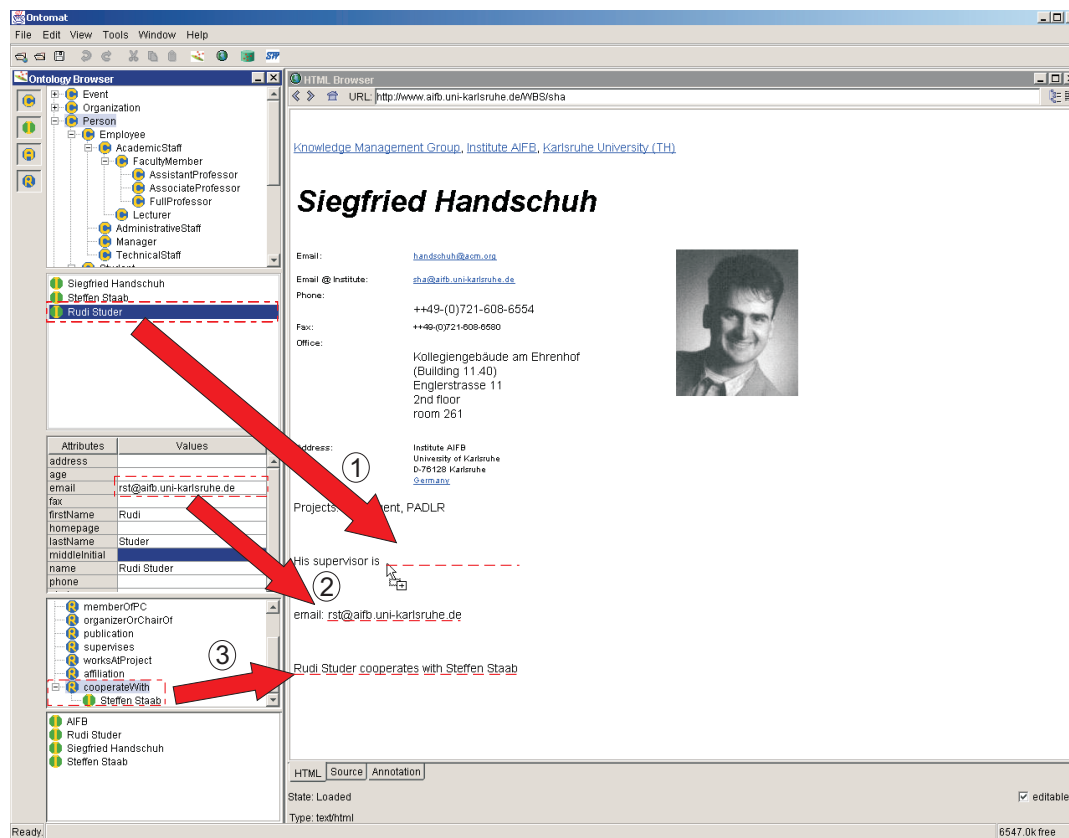 Ontomat
File Edit View Tools Window Help
Ontology Browser
Event
Organization
Person
Employee
AcademicStaff
FacultyMember
AssistantProfessor
AssociateProfessor
FullProfessor
Lecturer
AdministrativeStaff
Manager
TechnicalStaff
Siegfried Handschuh
Steffen Staab
Rudi Studer
Attributes Values
address
age
email rst@aifb.uni-karlsruhe.de
fax
firstName Rudi
homepage
lastName Studer
middleInitial
name Rudi Studer
phone
memberOfPC
organizerOrChairOf
publication
supervises
worksAtProject
affiliation
cooperateWith
Steffen Staab
AIFB
Rudi Studer
Siegfried Handschuh
Steffen Staab
HTML Browser
URL: http://www.aifb.uni-karlsruhe.de/WBS/sha
Knowledge Management Group, Institute AIFB, Karlsruhe University (TH)
Siegfried Handschuh
Email: handschuh@acm.org
Email @ Institute: sha@aifb.uni-karlsruhe.de
Phone:
++49-(0)721-608-6554
Fax: ++49-(0)721-608-6580
Office:
Kollegiengebäude am Ehrenhof
(Building 11.40)
Englerstrasse 11
2nd floor
room 261
Address: Institute AIFB
University of Karlsruhe
D-76128 Karlsruhe
Germany
1
Projects: PADLR
His supervisor is
2
email: rst@aifb.uni-karlsruhe.de
3
Rudi Studer cooperates with Steffen Staab
HTML Source Annotation
State: Loaded
editable
Type: text/html
Ready.
6547.0k free